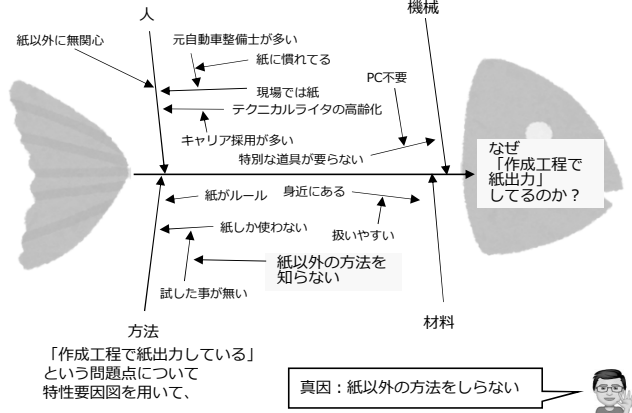 人
機械
紙以外に無関心
元自動車整備士が多い
紙に慣れてる
現場では紙
テクニカルライタの高齢化
キャリア採用が多い
PC不要
特別な道具が要らない
なぜ
「作成工程で
紙出力」
してるのか？
紙がルール
身近にある
紙しか使わない
扱いやすい
紙以外の方法を
知らない
試した事が無い
方法
材料
「作成工程で紙出力している」
という問題点について
特性要因図を用いて、
真因：紙以外の方法をしらない